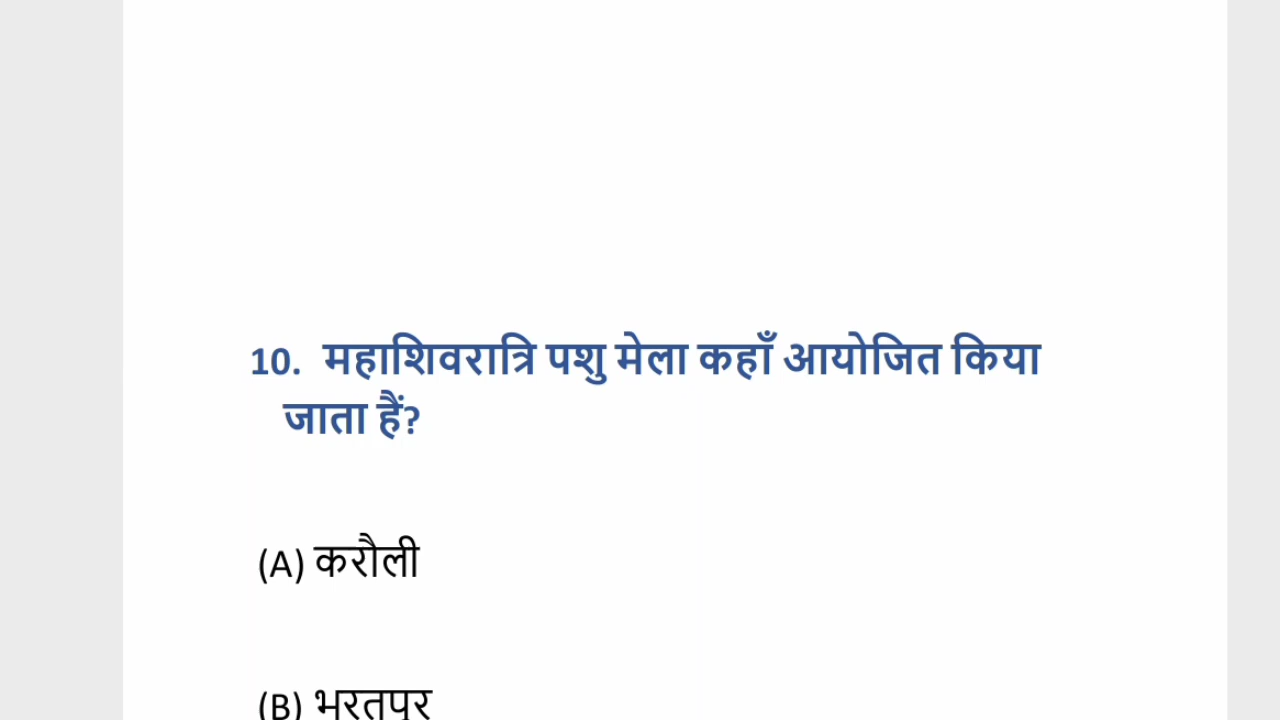 10. महाशिवरात्रि पशु मेला कहाँ आयोजित किया
जाता हैं?
(A) करौली
(B) भरतपुर